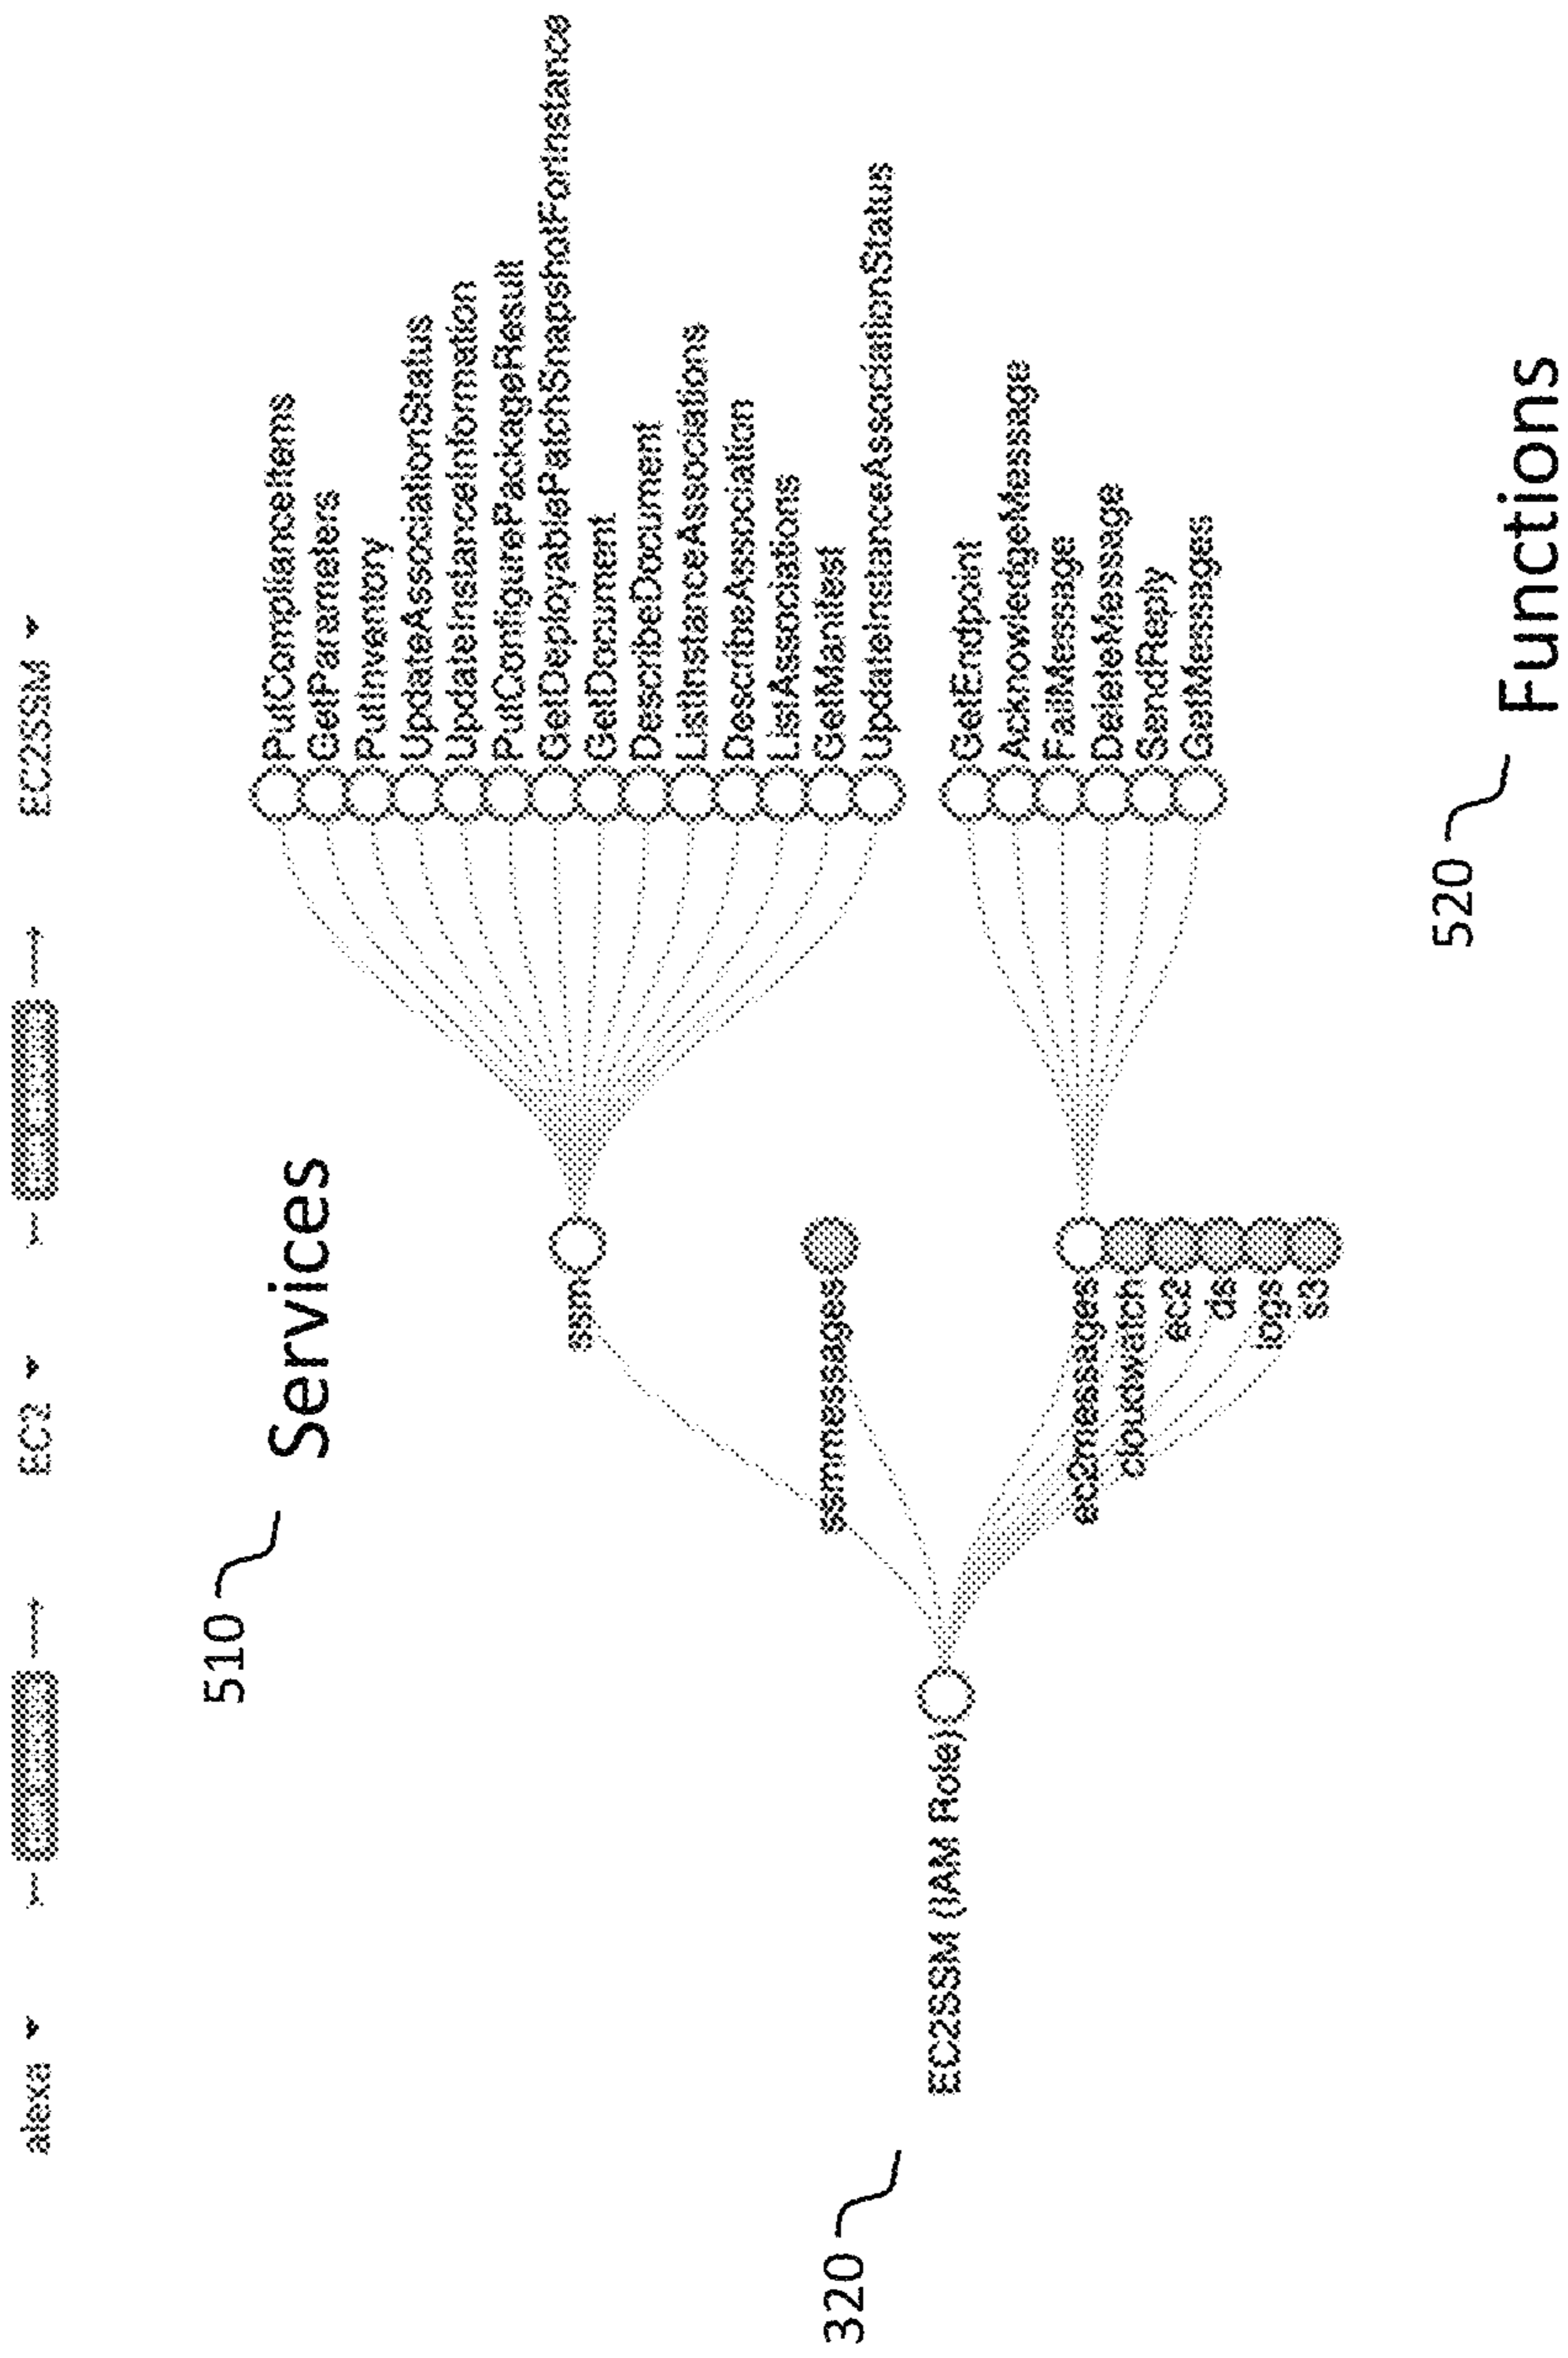 alexa
EC2
EC2SSM
510
Services
PutComplianceItems
GetParameters
PutInventory
UpdateAssociationStatus
UpdateInstanceInformation
PutConfigurePackageResult
GetDeployablePatchSnapshotForInstance
GetDocument
DescribeDocument
ListInstanceAssociations
DescribeAssociation
ListAssociations
GetManifest
UpdateInstanceAssociationStatus
ssm
ssmmessages
320
EC2SSM (IAM Role)
GetEndpoint
AcknowledgeMessage
FailMessage
DeleteMessage
SendReply
GetMessages
ec2messages
cloudwatch
ec2
ds
logs
s3
520
Functions